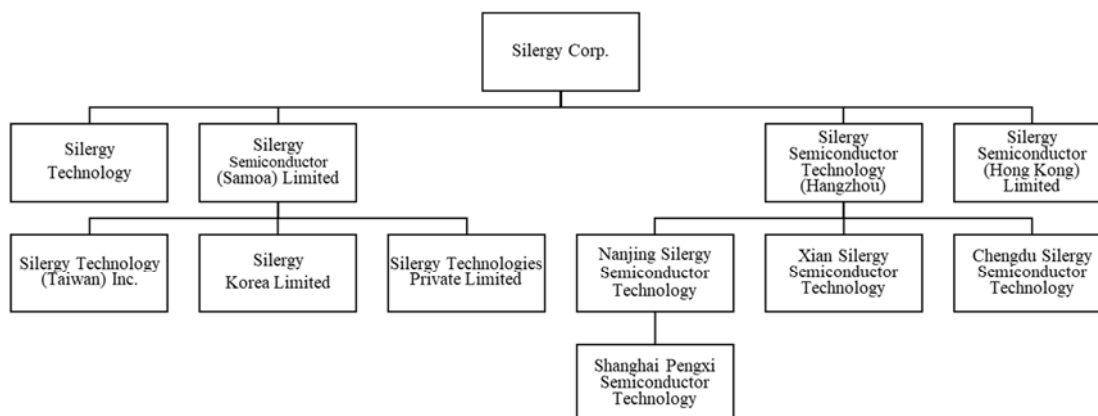 Silergy Corp.
Silergy
Technology
Silergy
Semiconductor
(Samoa) Limited
Silergy
Semiconductor
Technology
(Hangzhou)
Silergy
Semiconductor
(Hong Kong)
Limited
Silergy Technology
(Taiwan) Inc.
Silergy
Korea Limited
Silergy Technologies
Private Limited
Nanjing Silergy
Semiconductor
Technology
Xian Silergy
Semiconductor
Technology
Chengdu Silergy
Semiconductor
Technology
Shanghai Pengxi
Semiconductor
Technology